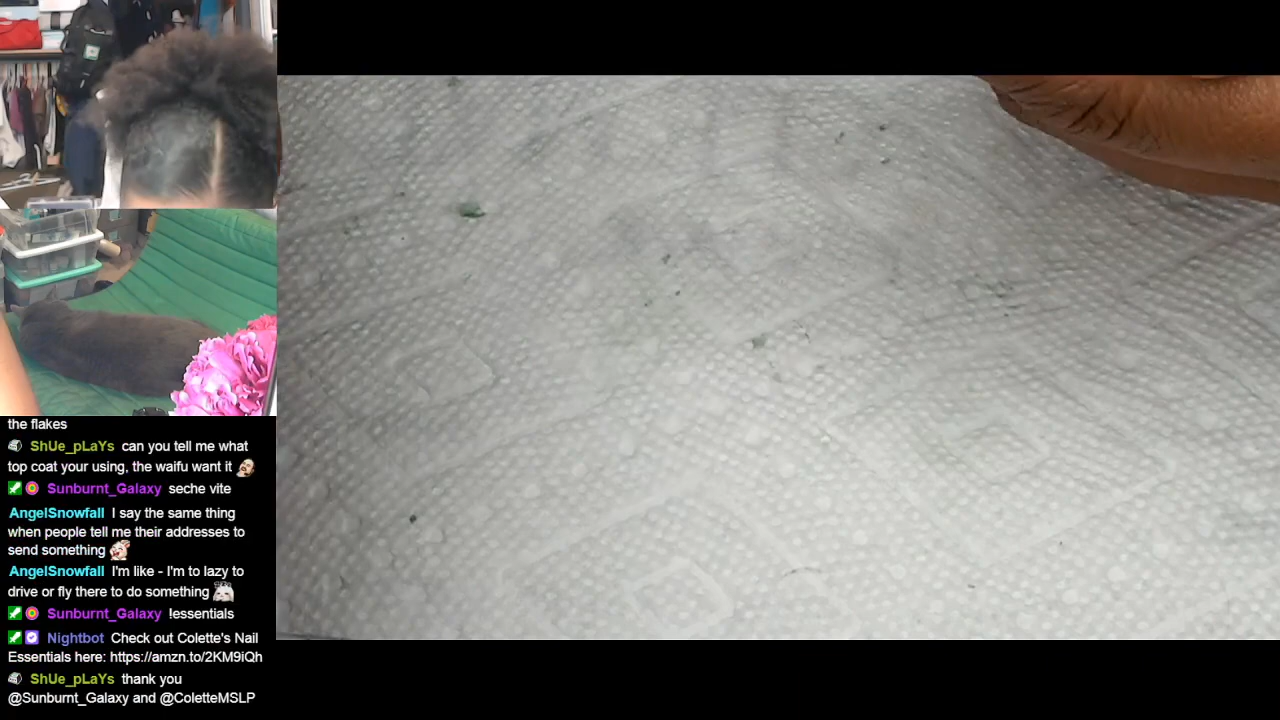 the flakes
ShUe_pLaYs can you tell me what
top coat your using, the waifu want it
Sunburnt_Galaxy seche vite
AngelSnowfall I say the same thing
when people tell me their addresses to
send something
AngelSnowfall I'm like - I'm to lazy to
drive or fly there to do something
Sunburnt_Galaxy !essentials
Nightbot Check out Colette's Nail
Essentials here: https://amzn.to/2KM9iQh
ShUe_pLaYs thank you
@Sunburnt_Galaxy and @ColetteMSLP